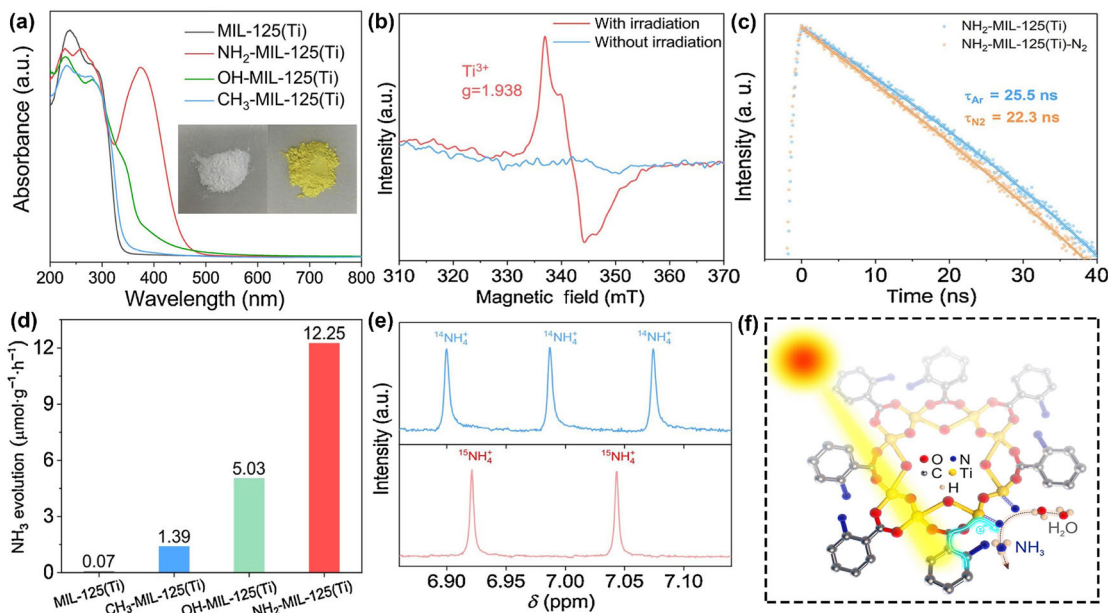 (a)
MIL-125(Ti)
NH₂-MIL-125(Ti)
OH-MIL-125(Ti)
CH₃-MIL-125(Ti)
Absorbance (a.u.)
200 300 400 500 600 700 800
Wavelength (nm)
(b)
With irradiation
Without irradiation
Ti³⁺
g=1.938
Intensity (a.u.)
310 320 330 340 350 360 370
Magnetic field (mT)
(c)
NH₂-MIL-125(Ti)
NH₂-MIL-125(Ti)-N₂
τAr = 25.5 ns
τN2 = 22.3 ns
Intensity (a. u.)
0 10 20 30 40
Time (ns)
(d)
NH₃ evolution (μmol·g⁻¹·h⁻¹)
12
9
6
3
0
0.07
1.39
5.03
12.25
MIL-125(Ti)
CH₃-MIL-125(Ti)
OH-MIL-125(Ti)
NH₂-MIL-125(Ti)
(e)
¹⁴NH₄⁺ ¹⁴NH₄⁺ ¹⁴NH₄⁺
¹⁵NH₄⁺ ¹⁵NH₄⁺
Intensity (a.u.)
6.90 6.95 7.00 7.05 7.10
δ (ppm)
(f)
O N
C Ti
H
H₂O
NH₃